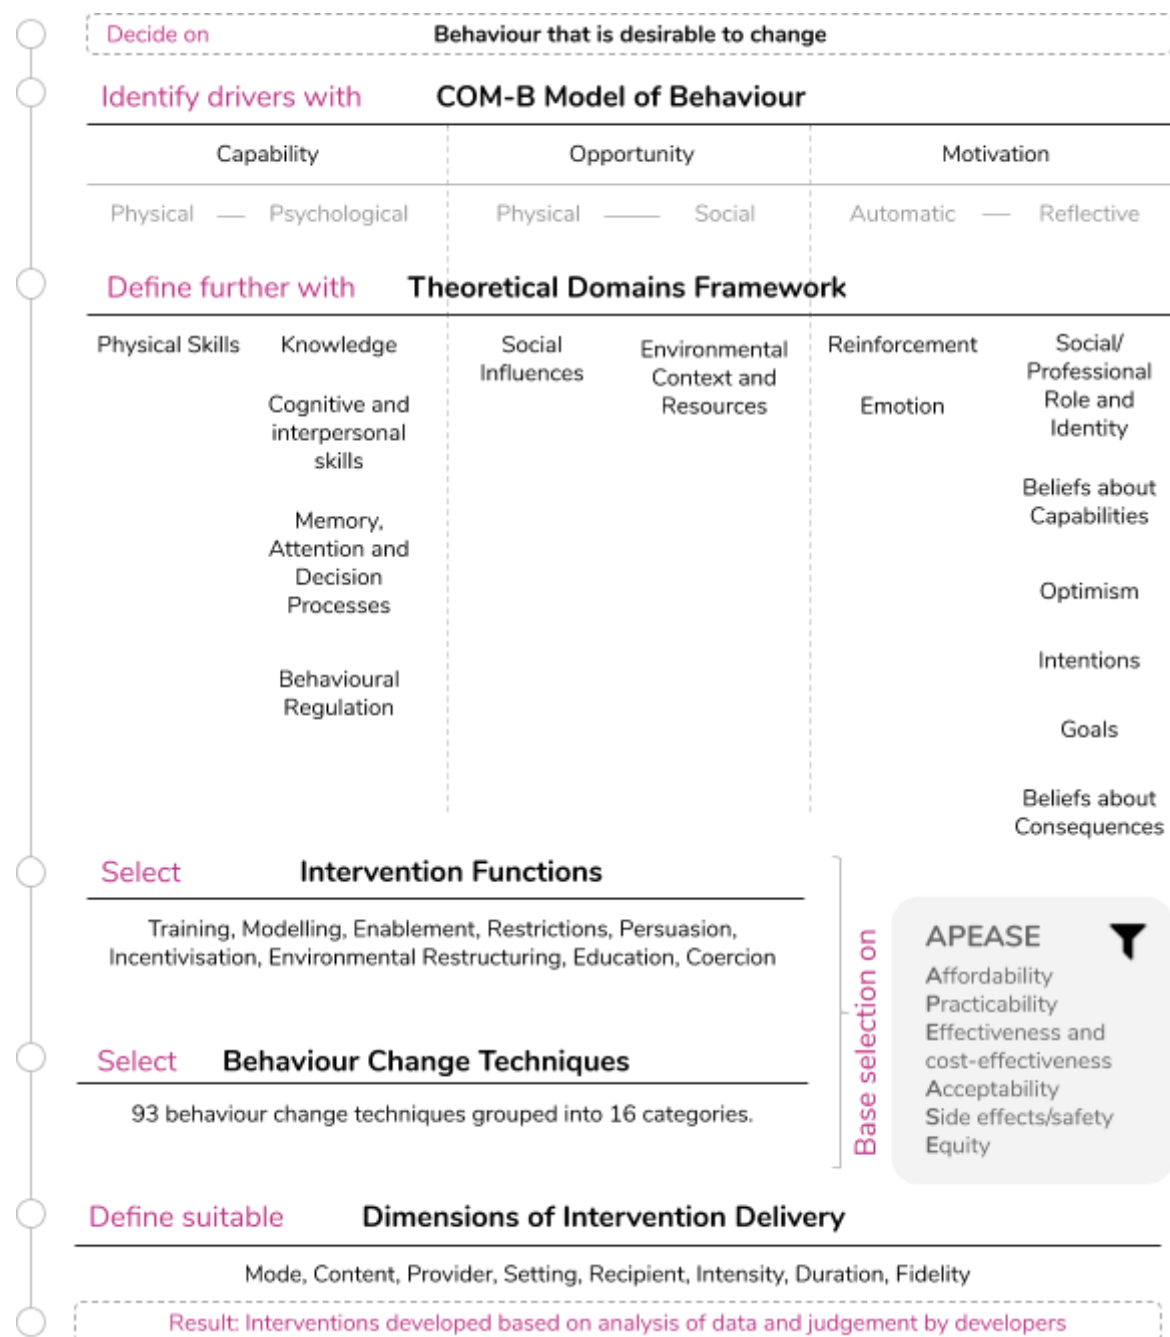 Decide on Behaviour that is desirable to change
Identify drivers with COM-B Model of Behaviour
Capability Opportunity Motivation
Physical — Psychological Physical — Social Automatic — Reflective
Define further with Theoretical Domains Framework
Physical Skills
Knowledge
Cognitive and
interpersonal
skills
Memory,
Attention and
Decision
Processes
Behavioural
Regulation
Social
Influences
Environmental
Context and
Resources
Reinforcement
Emotion
Social/
Professional
Role and
Identity
Beliefs about
Capabilities
Optimism
Intentions
Goals
Beliefs about
Consequences
Select Intervention Functions
Training, Modelling, Enablement, Restrictions, Persuasion,
Incentivisation, Environmental Restructuring, Education, Coercion
Select Behaviour Change Techniques
93 behaviour change techniques grouped into 16 categories.
Base selection on
APEASE
Affordability
Practicability
Effectiveness and
cost-effectiveness
Acceptability
Side effects/safety
Equity
Define suitable Dimensions of Intervention Delivery
Mode, Content, Provider, Setting, Recipient, Intensity, Duration, Fidelity
Result: Interventions developed based on analysis of data and judgement by developers